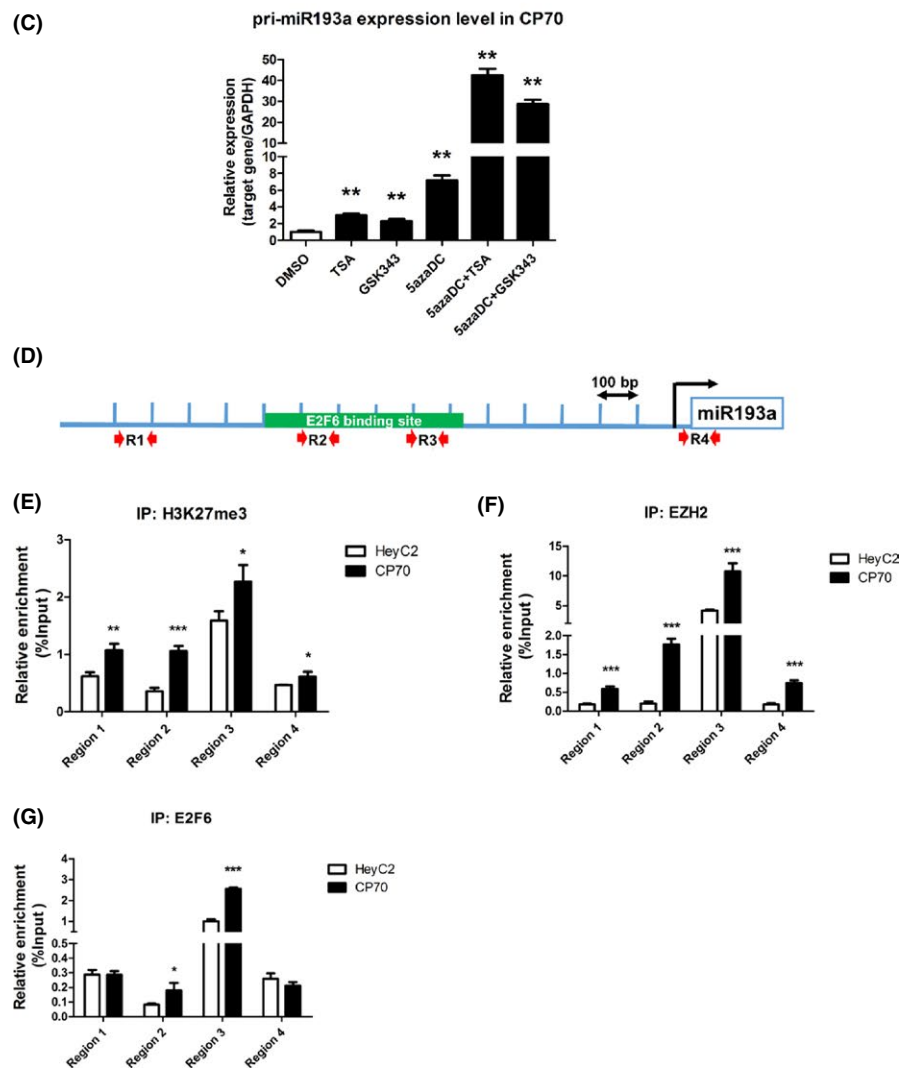 (C)
pri-miR193a expression level in CP70
Relative expression
(target gene/GAPDH)
50
40
30
20
10
8
6
4
2
0
**
**
**
**
**
DMSO
TSA
GSK343
5azaDC
5azaDC+TSA
5azaDC+GSK343
(D)
100 bp
E2F6 binding site
miR193a
R1
R2
R3
R4
(E)
IP: H3K27me3
Relative enrichment
(%Input)
3
2
1
0
**
***
*
*
HeyC2
CP70
Region 1
Region 2
Region 3
Region 4
(F)
IP: EZH2
Relative enrichment
(%Input )
15
10
5
2.0
1.5
1.0
0.5
0.0
***
***
***
***
HeyC2
CP70
Region 1
Region 2
Region 3
Region 4
(G)
IP: E2F6
Relative enrichment
(%Input )
4
3
2
1
0.5
0.4
0.3
0.2
0.1
0.0
*
***
HeyC2
CP70
Region 1
Region 2
Region 3
Region 4